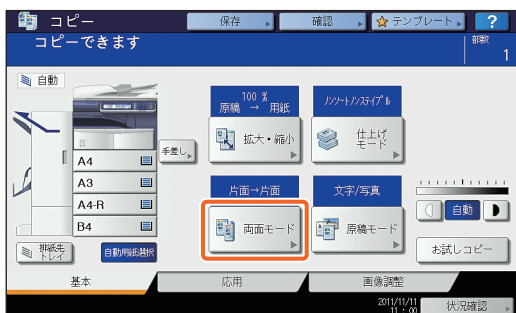 コピー
保存
確認
テンプレート
?
コピーできます
部数
1
自動
100 %
原稿 → 用紙
ノンソート/ノンステイプル
拡大・縮小
仕上げ
モード
手差し
A4
A3
A4-R
B4
片面→片面
文字/写真
両面モード
原稿モード
自動
排紙先
トレイ
自動用紙選択
お試しコピー
基本
応用
画像調整
2011/11/11
11 : 00
状況確認